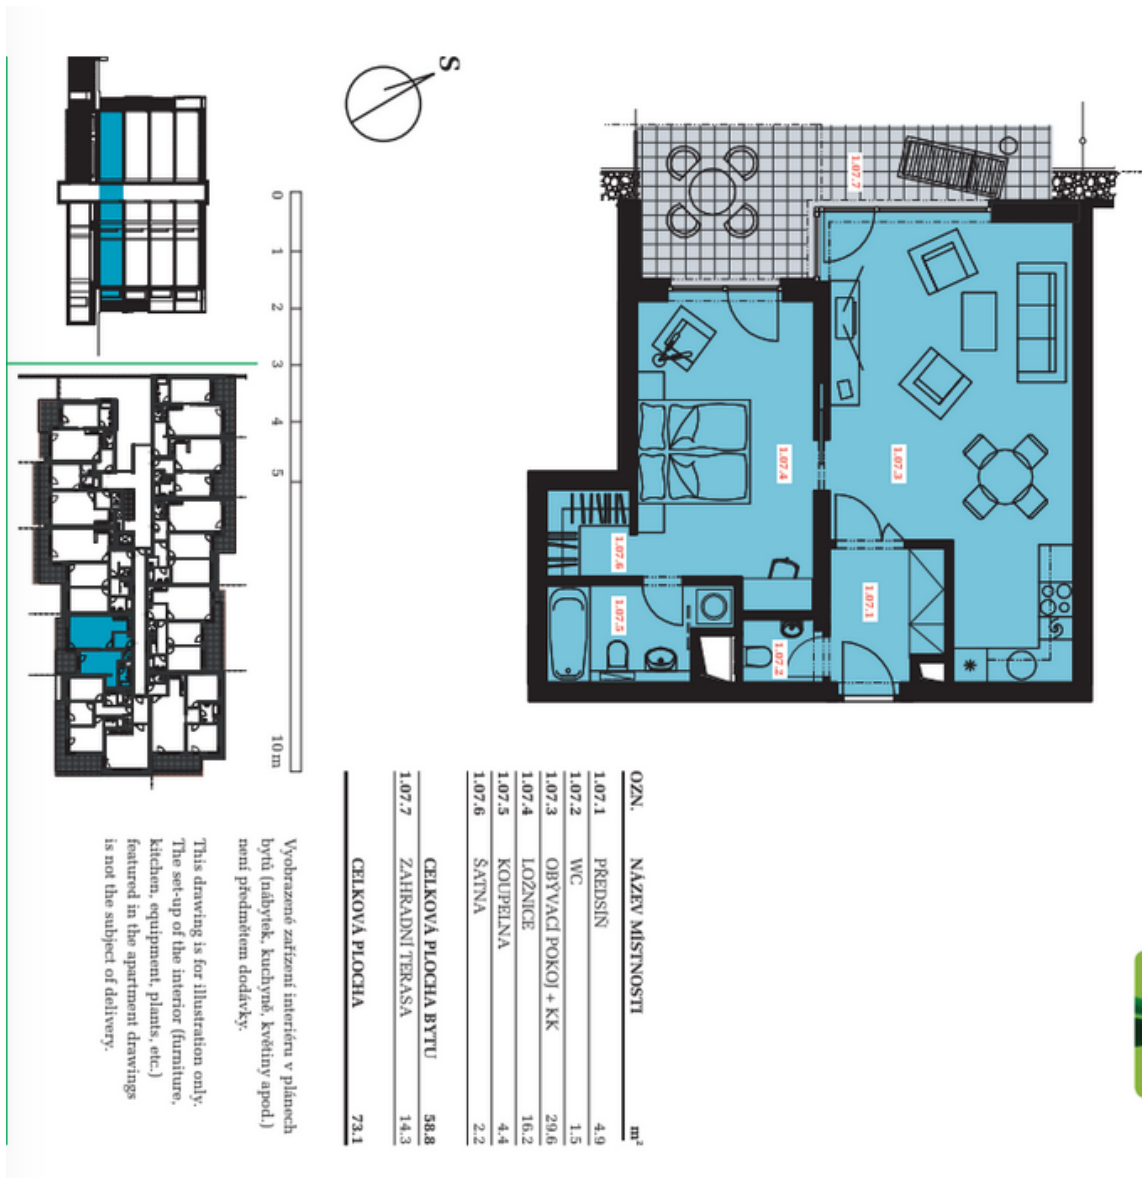 S
1.07.7
1.07.4
1.07.3
1.07.6
1.07.5
1.07.2
1.07.1
0 1 2 3 4 5 10 m
OZN. NÁZEV MÍSTNOSTI m²
1.07.1 PŘEDSÍŇ 4.9
1.07.2 WC 1.5
1.07.3 OBÝVACÍ POKOJ + KK 29.6
1.07.4 LOŽNICE 16.2
1.07.5 KOUPELNA 4.4
1.07.6 ŠATNA 2.2
CELKOVÁ PLOCHA BYTU 58.8
1.07.7 ZAHRADNÍ TERASA 14.3
CELKOVÁ PLOCHA 73.1
Vyobrazené zařízení interiéru v plánech
bytů (nábytek, kuchyně, květiny apod.)
není předmětem dodávky.
This drawing is for illustration only.
The set-up of the interior (furniture,
kitchen, equipment, plants, etc.)
featured in the apartment drawings
is not the subject of delivery.